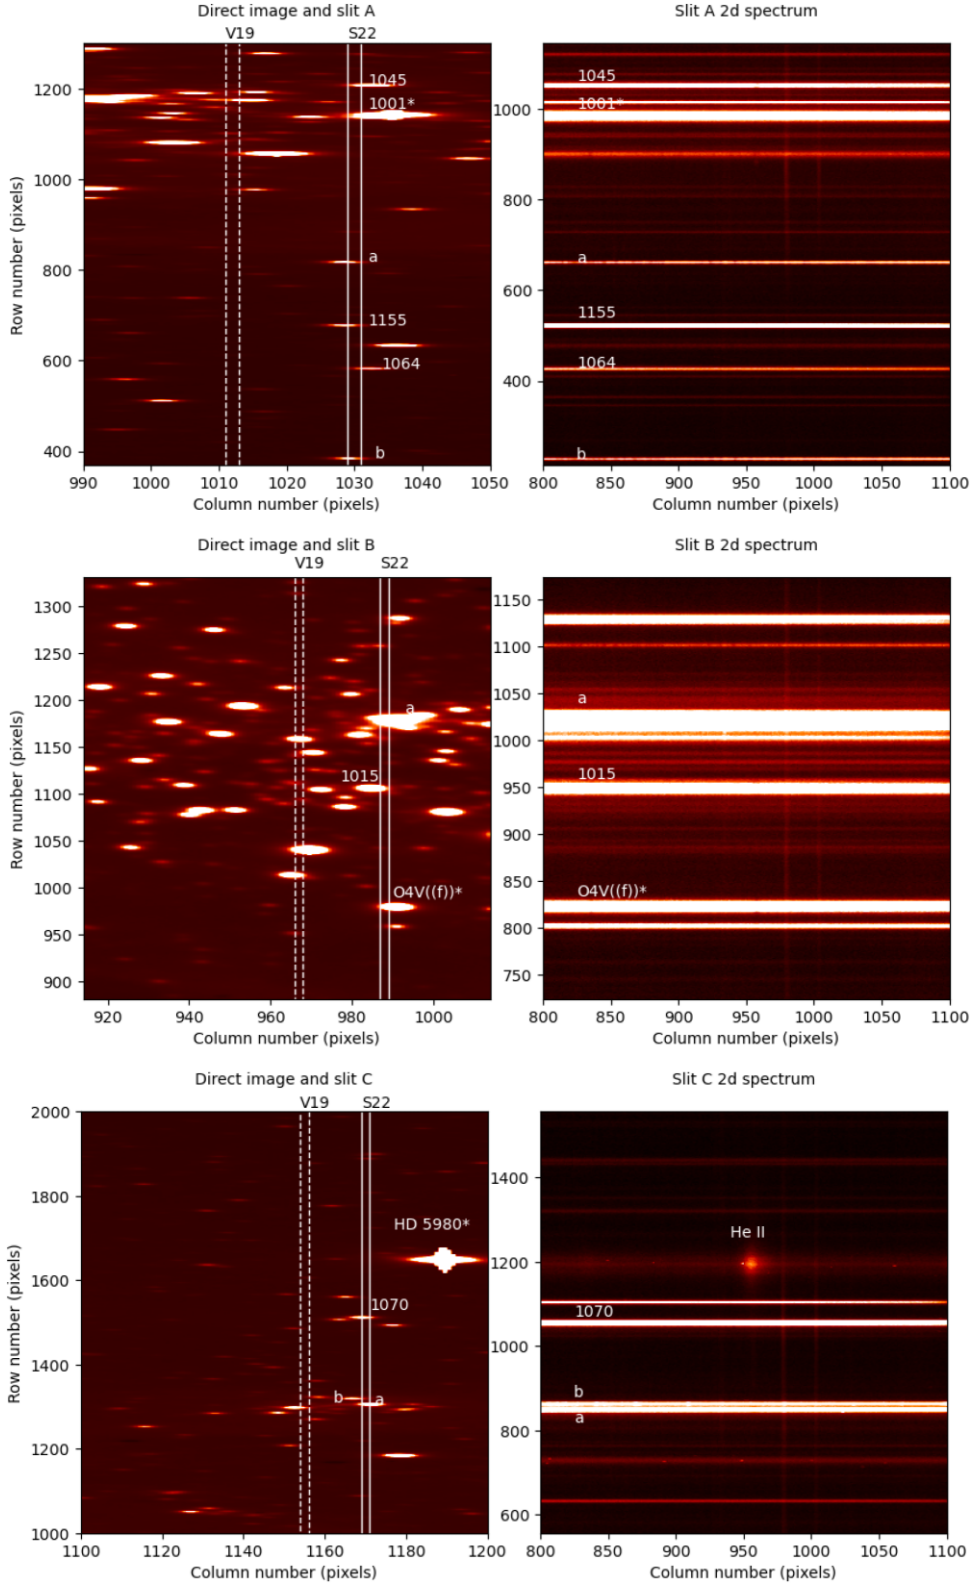 Direct image and slit A
V19 S22
1045
1001*
a
1155
1064
b
1200
1000
800
600
400
990 1000 1010 1020 1030 1040 1050
Column number (pixels)
Row number (pixels)
Slit A 2d spectrum
1045
1001*
a
1155
1064
b
1000
800
600
400
800 850 900 950 1000 1050 1100
Column number (pixels)
Direct image and slit B
V19 S22
a
1015
O4V((f))*
1300
1250
1200
1150
1100
1050
1000
950
900
920 940 960 980 1000
Column number (pixels)
Row number (pixels)
Slit B 2d spectrum
a
1015
O4V((f))*
1150
1100
1050
1000
950
900
850
800
750
800 850 900 950 1000 1050 1100
Column number (pixels)
Direct image and slit C
V19 S22
HD 5980*
1070
b a
2000
1800
1600
1400
1200
1000
1100 1120 1140 1160 1180 1200
Column number (pixels)
Row number (pixels)
Slit C 2d spectrum
He II
1070
b
a
1400
1200
1000
800
600
800 850 900 950 1000 1050 1100
Column number (pixels)